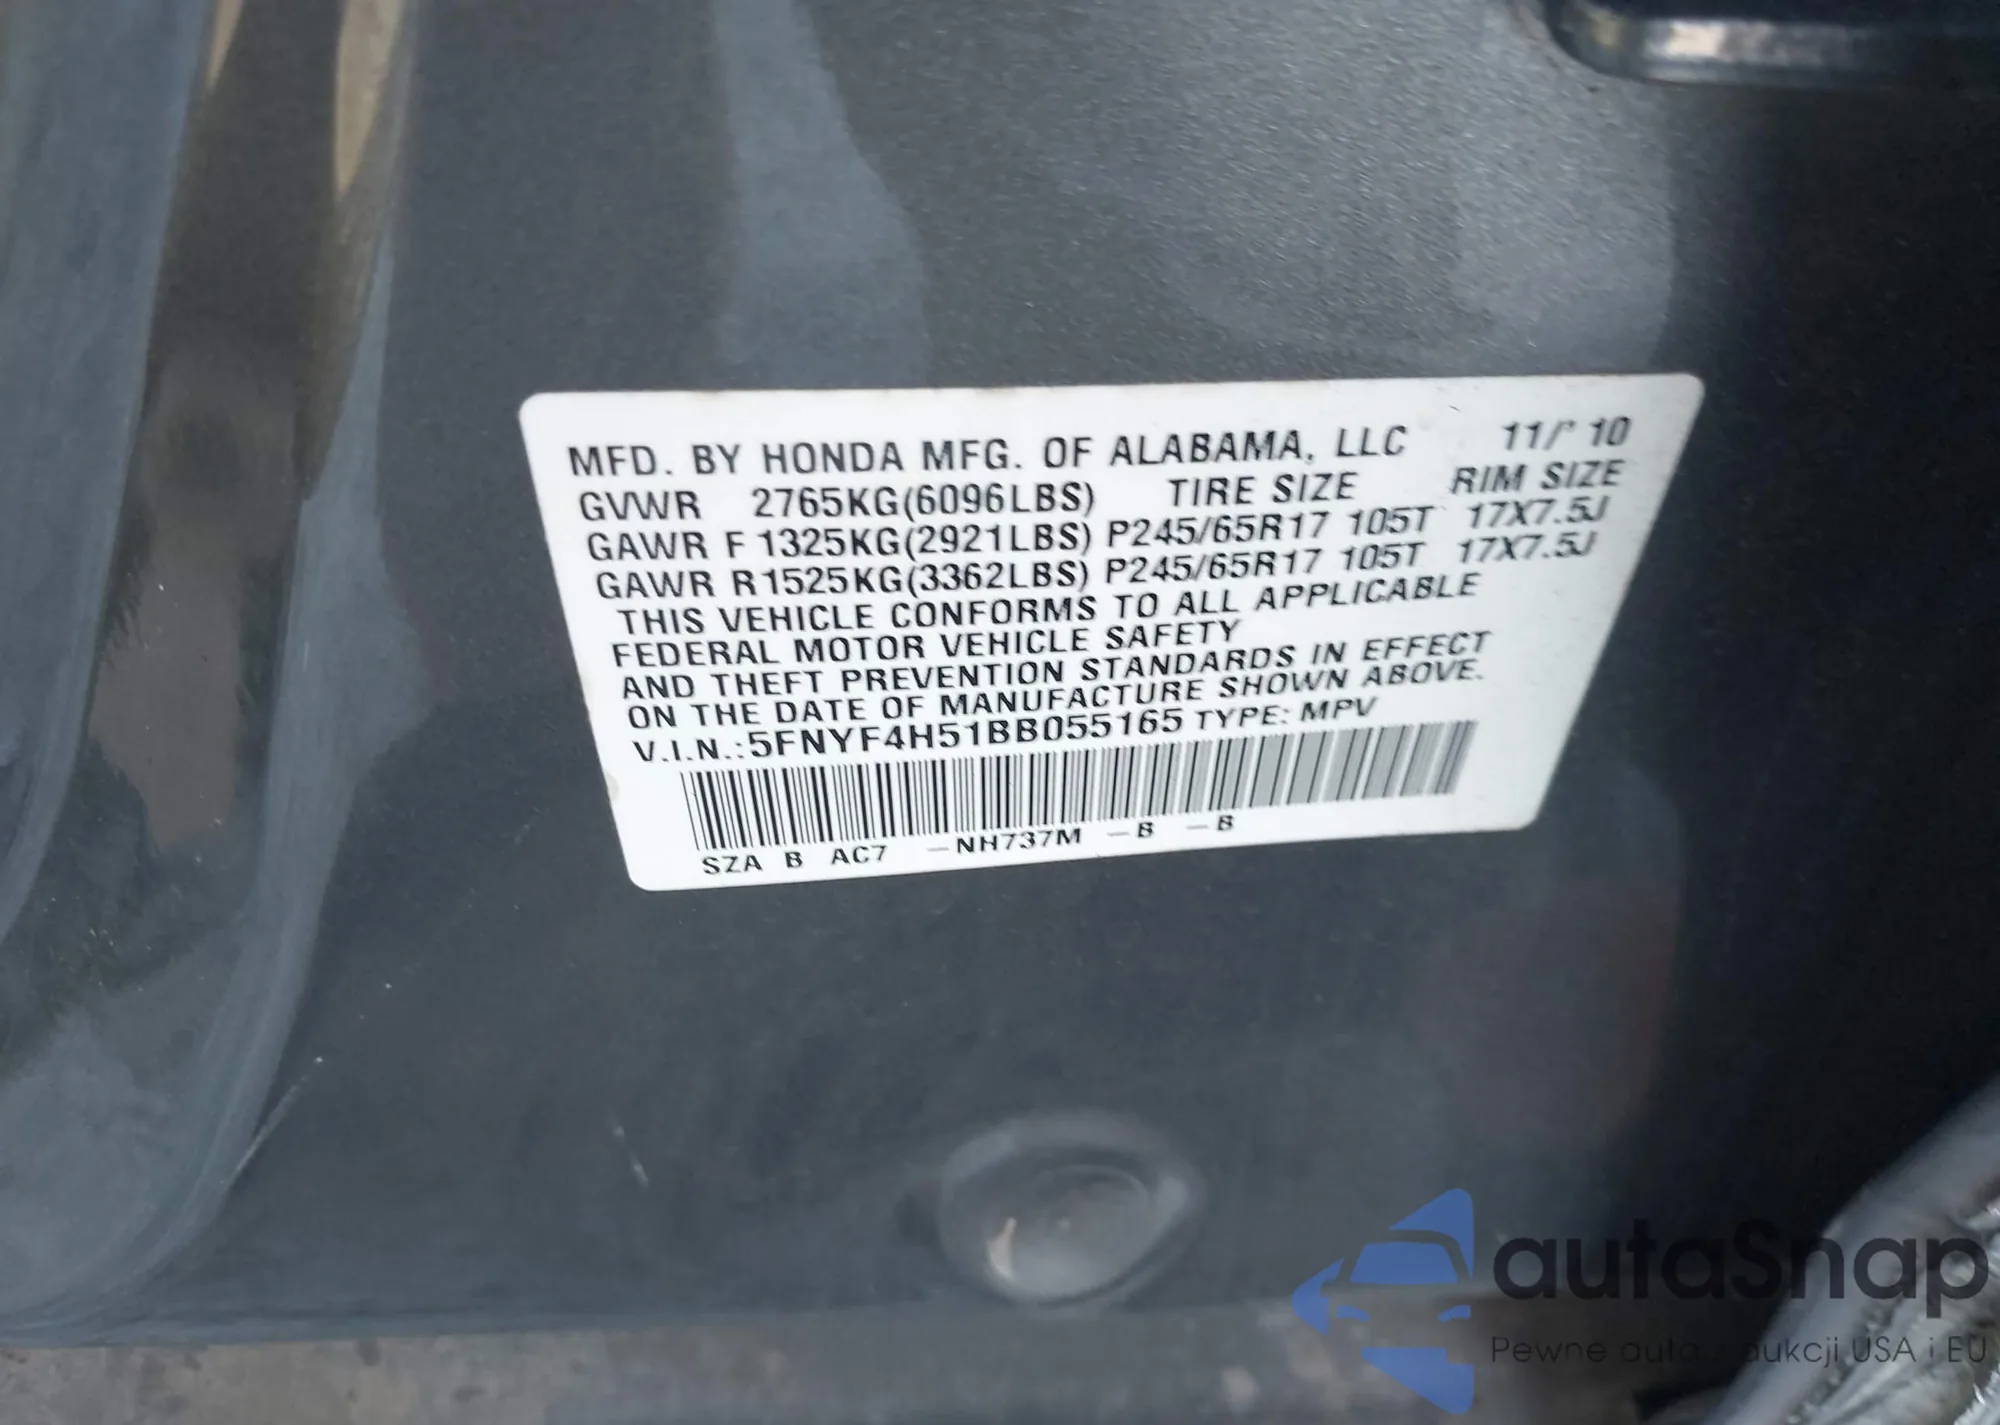 MFD. BY HONDA MFG. OF ALABAMA, LLC 11/' 10
GVWR 2765KG(6096LBS) TIRE SIZE RIM SIZE
GAWR F 1325KG(2921LBS) P245/65R17 105T 17X7.5J
GAWR R 1525KG(3362LBS) P245/65R17 105T 17X7.5J
THIS VEHICLE CONFORMS TO ALL APPLICABLE
FEDERAL MOTOR VEHICLE SAFETY
AND THEFT PREVENTION STANDARDS IN EFFECT
ON THE DATE OF MANUFACTURE SHOWN ABOVE.
V.I.N.:5FNYF4H51BB055165 TYPE: MPV
SZA B AC7 -NH737M -B -B
autaSnap
Pewne auta z aukcji USA i EU